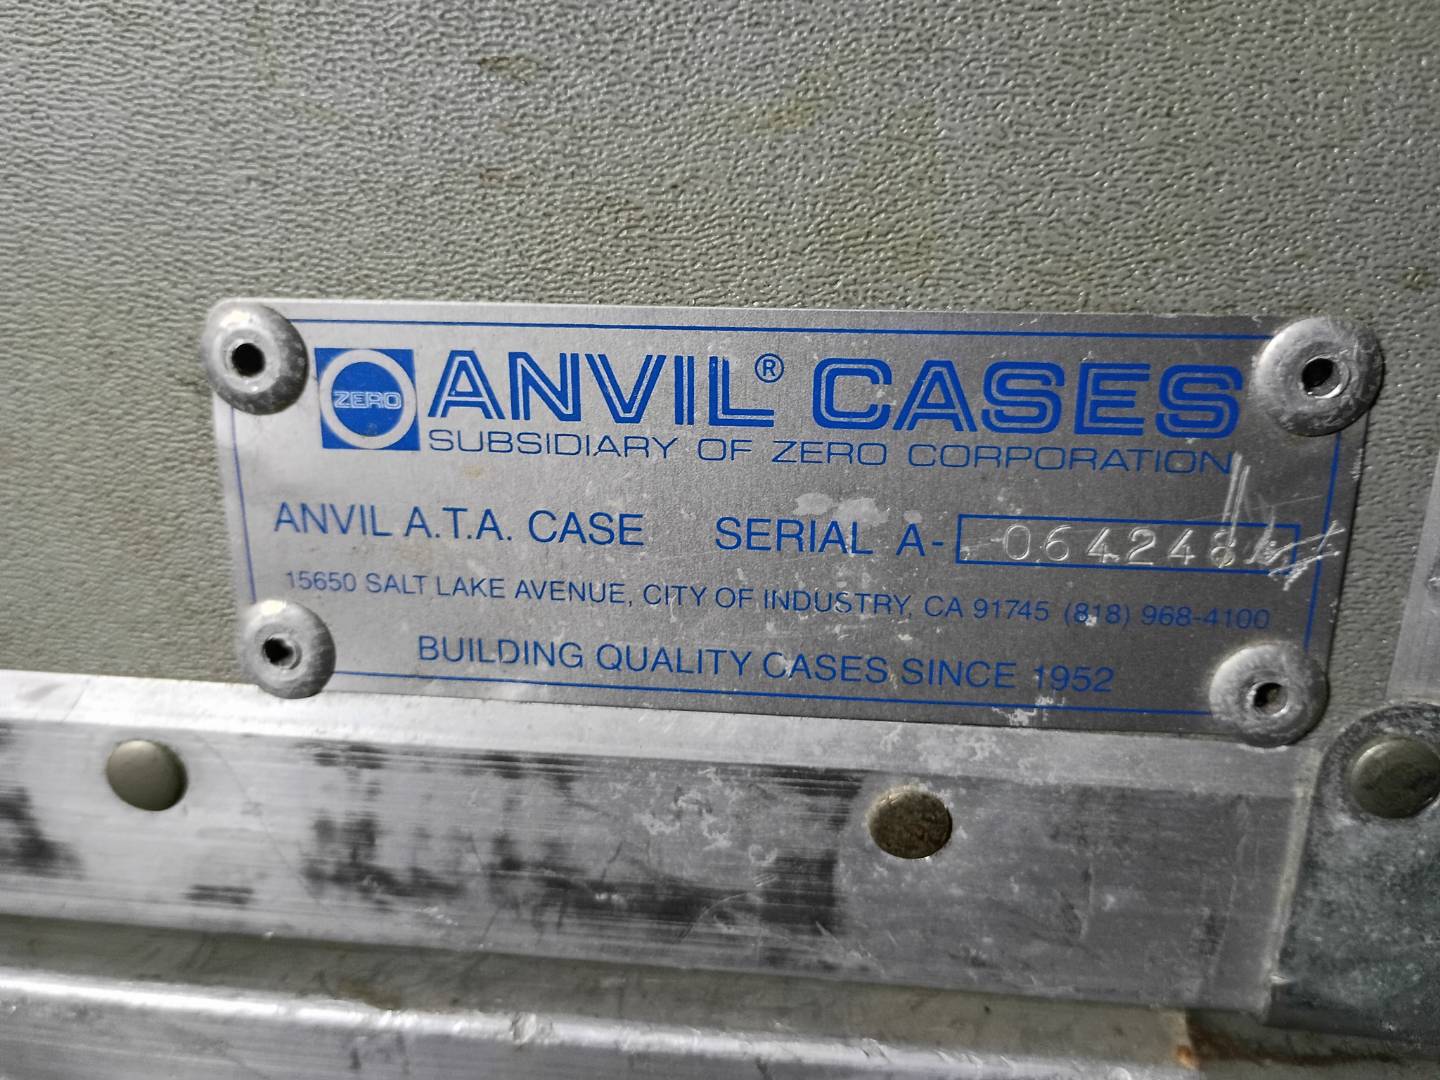 ZERO ANVIL® CASES
SUBSIDIARY OF ZERO CORPORATION
ANVIL A.T.A. CASE SERIAL A- 064248
15650 SALT LAKE AVENUE, CITY OF INDUSTRY, CA 91745 (818) 968-4100
BUILDING QUALITY CASES SINCE 1952